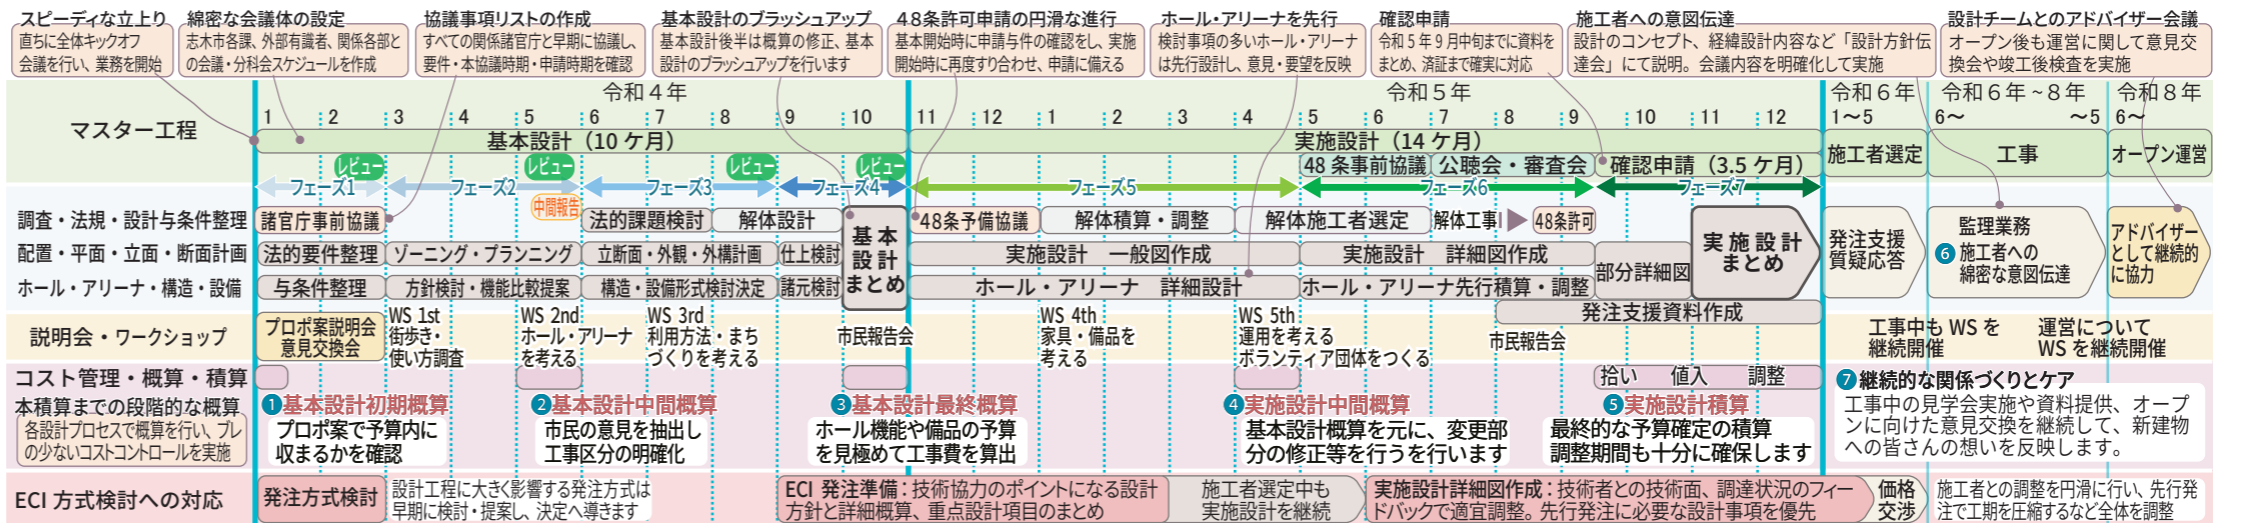 スピーディな立上り
直ちに全体キックオフ
会議を行い、業務を開始
綿密な会議体の設定
志木市各課、外部有識者、関係各部と
の会議・分科会スケジュールを作成
協議事項リストの作成
すべての関係諸官庁と早期に協議し、
要件・本協議時期・申請時期を確認
基本設計のブラッシュアップ
基本設計後半は概算の修正、基本
設計のブラッシュアップを行います
48条許可申請の円滑な進行
基本開始時に申請与件の確認をし、実施
開始時に再度すり合わせ、申請に備える
ホール・アリーナを先行
検討事項の多いホール・アリーナ
は先行設計し、意見・要望を反映
確認申請
令和5年9月中旬までに資料を
まとめ、済証まで確実に対応
施工者への意図伝達
設計のコンセプト、経緯設計内容など「設計方針伝
達会」にて説明。会議内容を明確化して実施
設計チームとのアドバイザー会議
オープン後も運営に関して意見交
換会や竣工後検査を実施
マスター工程
令和4年 令和5年 令和6年 令和6年~8年 令和8年
1 2 3 4 5 6 7 8 9 10 11 12 1 2 3 4 5 6 7 8 9 10 11 12 1〜5 6〜 〜5 6〜
基本設計（10ケ月） 実施設計（14ケ月）
施工者選定 工事 オープン運営
レビュー レビュー レビュー レビュー 48条事前協議 公聴会・審査会 確認申請（3.5ケ月）
フェーズ1 フェーズ2 フェーズ3 フェーズ4 フェーズ5 フェーズ6 フェーズ7
中間報告
調査・法規・設計与条件整理
諸官庁事前協議 法的課題検討 解体設計 48条予備協議 解体積算・調整 解体施工者選定 解体工事 48条許可
配置・平面・立面・断面計画
法的要件整理 ゾーニング・プランニング 立断面・外観・外構計画 仕上検討 実施設計 一般図作成 実施設計 詳細図作成
ホール・アリーナ・構造・設備
与条件整理 方針検討・機能比較提案 構造・設備形式検討決定 諸元検討 ホール・アリーナ 詳細設計 ホール・アリーナ先行積算・調整 部分詳細図
基本
設計
まとめ
実施設計
まとめ
発注支援
質疑応答
監理業務
6 施工者への
綿密な意図伝達
アドバイザー
として継続的
に協力
発注支援資料作成
説明会・ワークショップ
プロポ案説明会
意見交換会
WS 1st
街歩き・
使い方調査
WS 2nd
ホール・アリーナ
を考える
WS 3rd
利用方法・まち
づくりを考える
市民報告会
WS 4th
家具・備品を
考える
WS 5th
運用を考える
ボランティア団体をつくる
市民報告会
工事中も WS を
継続開催
運営について
WS を継続開催
コスト管理・概算・積算
拾い 値入 調整
本積算までの段階的な概算
各設計プロセスで概算を行い、ブレ
の少ないコストコントロールを実施
1 基本設計初期概算
プロポ案で予算内に
収まるかを確認
2 基本設計中間概算
市民の意見を抽出し
工事区分の明確化
3 基本設計最終概算
ホール機能や備品の予算
を見極めて工事費を算出
4 実施設計中間概算
基本設計概算を元に、変更部
分の修正等を行うを行います
5 実施設計積算
最終的な予算確定の積算
調整期間も十分に確保します
7 継続的な関係づくりとケア
工事中の見学会実施や資料提供、オープ
ンに向けた意見交換を継続して、新建物
への皆さんの想いを反映します。
ECI 方式検討への対応
発注方式検討
設計工程に大きく影響する発注方式は
早期に検討・提案し、決定へ導きます
ECI 発注準備：技術協力のポイントになる設計
方針と詳細概算、重点設計項目のまとめ
施工者選定中も
実施設計を継続
実施設計詳細図作成：技術者との技術面、調達状況のフィー
ドバックで適宜調整。先行発注に必要な設計事項を優先
価格
交渉
施工者との調整を円滑に行い、先行発
注で工期を圧縮するなど全体を調整